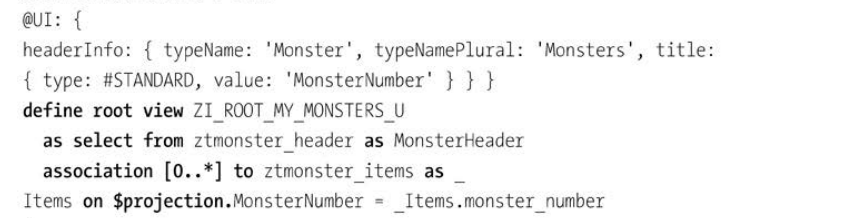 @UI: {
headerInfo: { typeName: 'Monster', typeNamePlural: 'Monsters', title:
{ type: #STANDARD, value: 'MonsterNumber' } } }
define root view ZI_ROOT_MY_MONSTERS_U
as select from ztmonster_header as MonsterHeader
association [0..*] to ztmonster_items as _
Items on $projection.MonsterNumber = _Items.monster_number